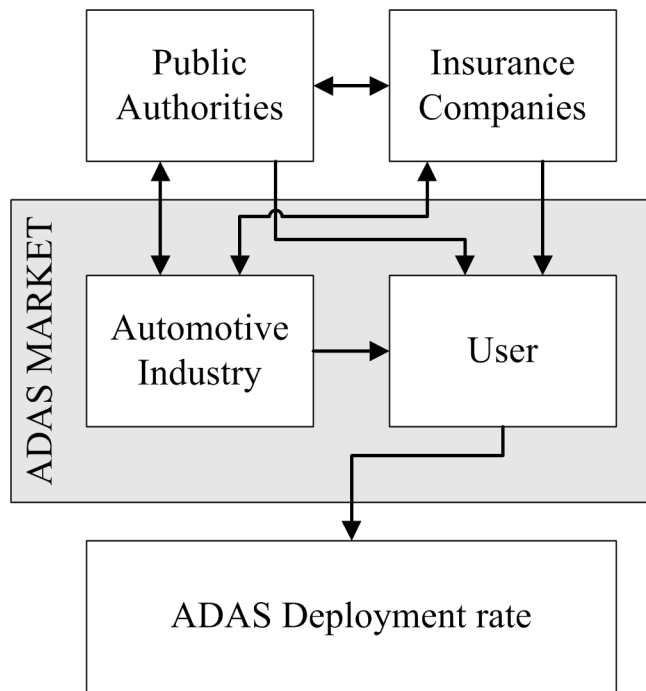 Public
Authorities
Insurance
Companies
ADAS MARKET
Automotive
Industry
User
ADAS Deployment rate